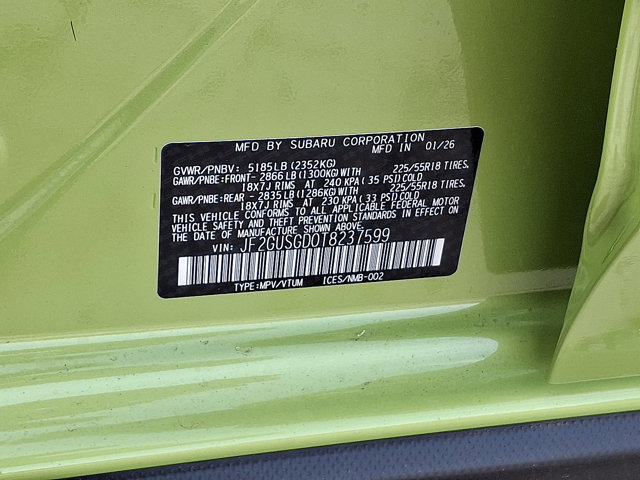 MFD BY SUBARU CORPORATION
MFD IN 01/26
GVWR/PNBV: 5185LB(2352KG)
GAWR/PNBE:FRONT- 2866LB(1300KG)WITH 225/55R18 TIRES.
18X7J RIMS AT 240 KPA(35 PSI)COLD
GAWR/PNBE:REAR - 2835LB(1286KG)WITH 225/55R18 TIRES.
18X7J RIMS AT 230 KPA(33 PSI)COLD
THIS VEHICLE CONFORMS TO ALL APPLICABLE FEDERAL MOTOR
VEHICLE SAFETY AND THEFT PREVENTION STANDARDS IN EFFECT ON
THE DATE OF MANUFACTURE SHOWN ABOVE.
VIN: JF2GUSGD0T8237599
TYPE:MPV/VTUM ICES/NMB-002